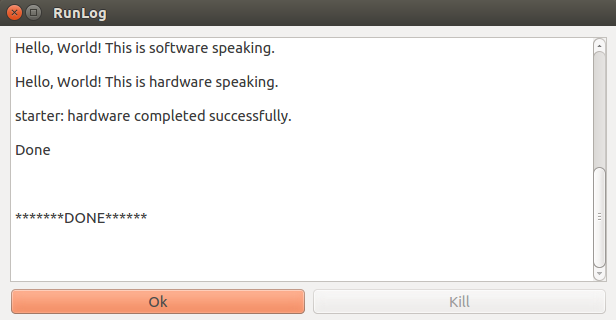 RunLog
Hello, World! This is software speaking.
Hello, World! This is hardware speaking.
starter: hardware completed successfully.
Done
*******DONE******
Ok
Kill